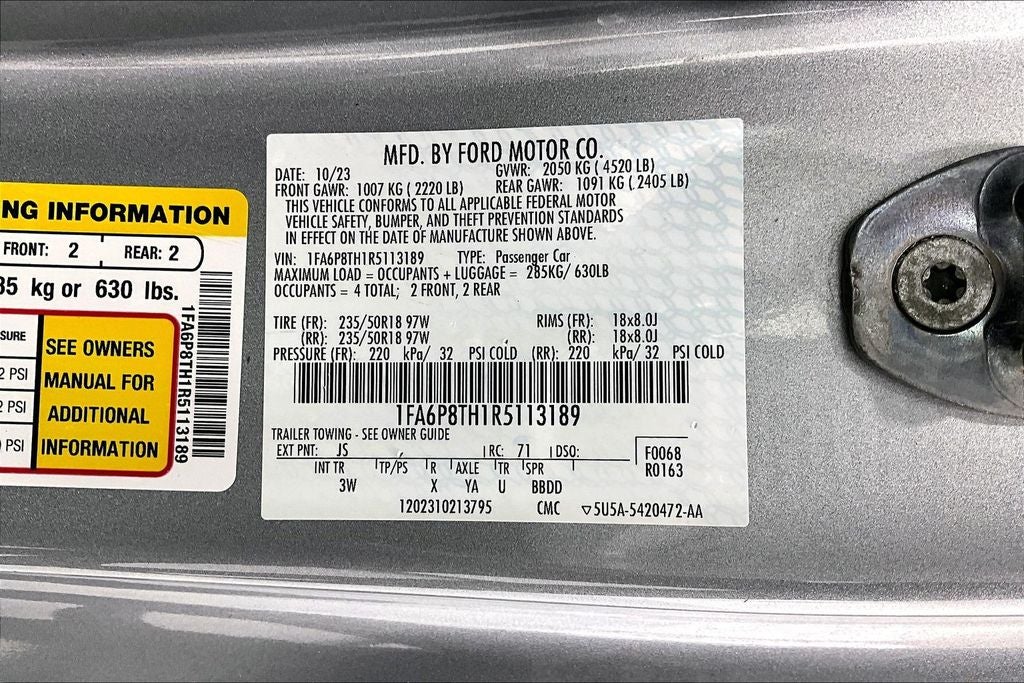 NG INFORMATION
FRONT: 2 REAR: 2
kg or 630 lbs.
SEE OWNERS
MANUAL FOR
ADDITIONAL
INFORMATION
PSI
PSI
PSI
1FA6P8TH1R5113189
MFD. BY FORD MOTOR CO.
DATE: 10/23 GVWR: 2050 KG ( 4520 LB)
FRONT GAWR: 1007 KG ( 2220 LB) REAR GAWR: 1091 KG ( 2405 LB)
THIS VEHICLE CONFORMS TO ALL APPLICABLE FEDERAL MOTOR
VEHICLE SAFETY, BUMPER, AND THEFT PREVENTION STANDARDS
IN EFFECT ON THE DATE OF MANUFACTURE SHOWN ABOVE.
VIN: 1FA6P8TH1R5113189 TYPE: Passenger Car
MAXIMUM LOAD = OCCUPANTS + LUGGAGE = 285KG/ 630LB
OCCUPANTS = 4 TOTAL; 2 FRONT, 2 REAR
TIRE (FR): 235/50R18 97W RIMS (FR): 18x8.0J
(RR): 235/50R18 97W (RR): 18x8.0J
PRESSURE (FR): 220 kPa/ 32 PSI COLD (RR): 220 kPa/ 32 PSI COLD
1FA6P8TH1R5113189
TRAILER TOWING - SEE OWNER GUIDE
EXT PNT: JS RC: 71 DSO: F0068
R0163
INT TR TP/PS R AXLE TR SPR
3W X YA U BBDD
1202310213795 CMC ▽5U5A-5420472-AA